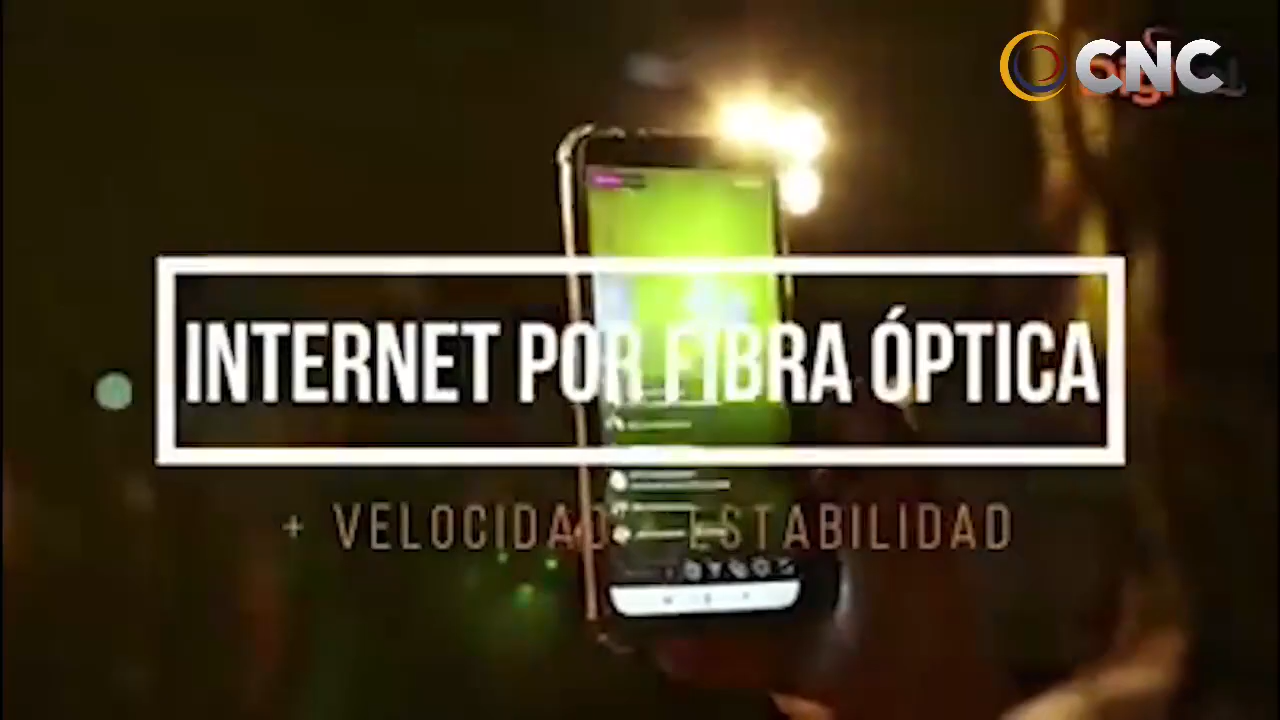 CNC
INTERNET POR FIBRA ÓPTICA
+ VELOCIDAD + ESTABILIDAD